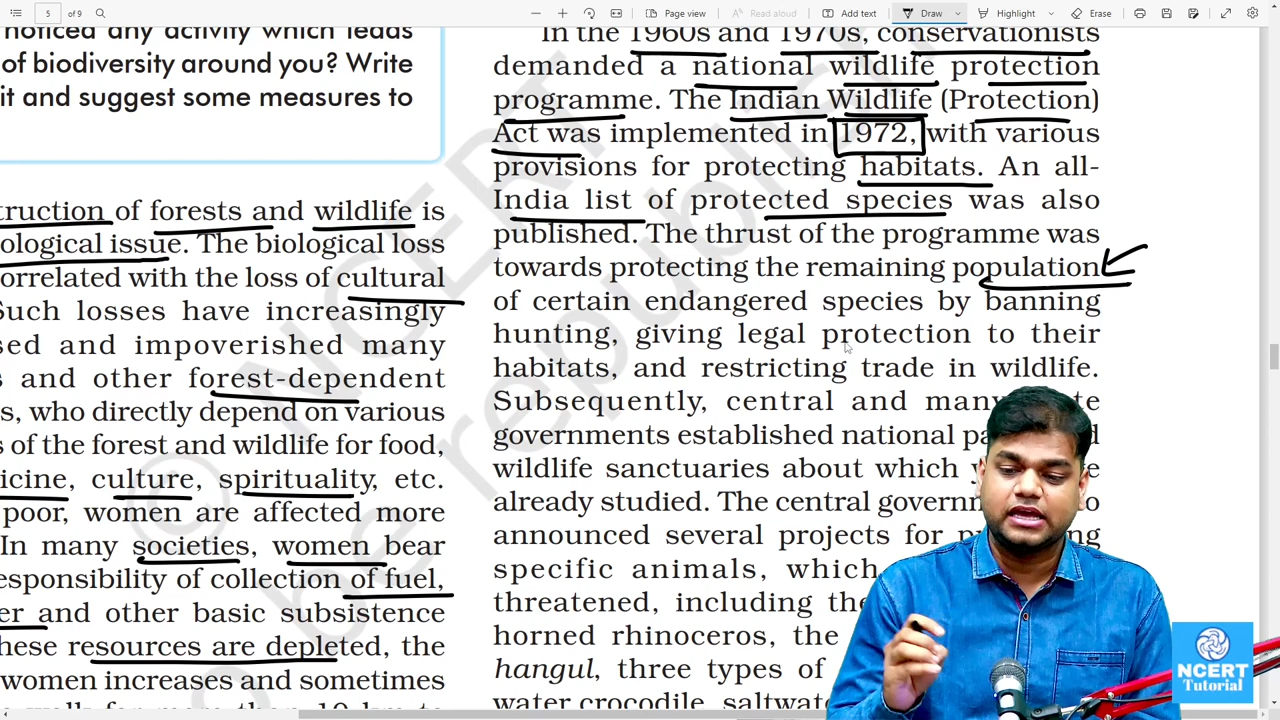 5 of 9
Page view
Read aloud
Add text
Draw
Highlight
Erase
noticed any activity which leads
of biodiversity around you? Write
it and suggest some measures to
truction of forests and wildlife is
ological issue. The biological loss
orrelated with the loss of cultural
Such losses have increasingly
sed and impoverished many
s and other forest-dependent
s, who directly depend on various
s of the forest and wildlife for food,
icine, culture, spirituality, etc.
poor, women are affected more
In many societies, women bear
esponsibility of collection of fuel,
er and other basic subsistence
hese resources are depleted, the
women increases and sometimes
In the 1960s and 1970s, conservationists
demanded a national wildlife protection
programme. The Indian Wildlife (Protection)
Act was implemented in 1972, with various
provisions for protecting habitats. An all-
India list of protected species was also
published. The thrust of the programme was
towards protecting the remaining population
of certain endangered species by banning
hunting, giving legal protection to their
habitats, and restricting trade in wildlife.
Subsequently, central and many te
governments established national pa
wildlife sanctuaries about which y e
already studied. The central governm o
announced several projects for p ng
specific animals, which
threatened, including the
horned rhinoceros, the
hangul, three types of
water crocodile, saltwat
© NCERT
be republish
NCERT
Tutorial